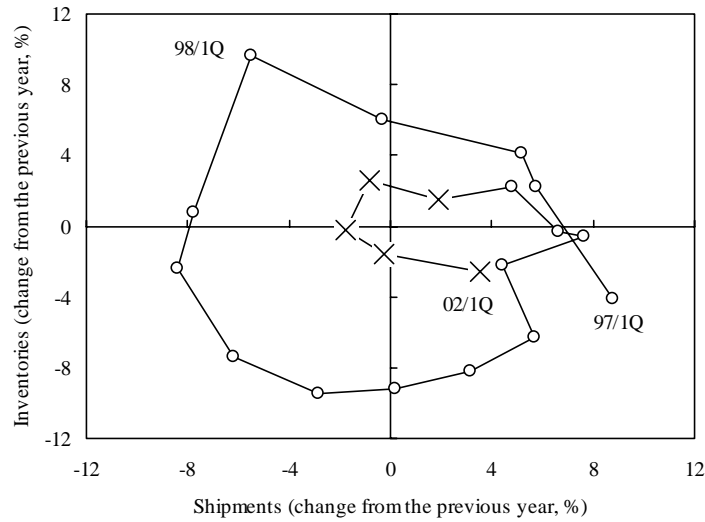 12
98/1Q
8
4
0
-4
02/1Q
97/1Q
-8
-12
-12 -8 -4 0 4 8 12
Inventories (change from the previous year, %)
Shipments (change from the previous year, %)